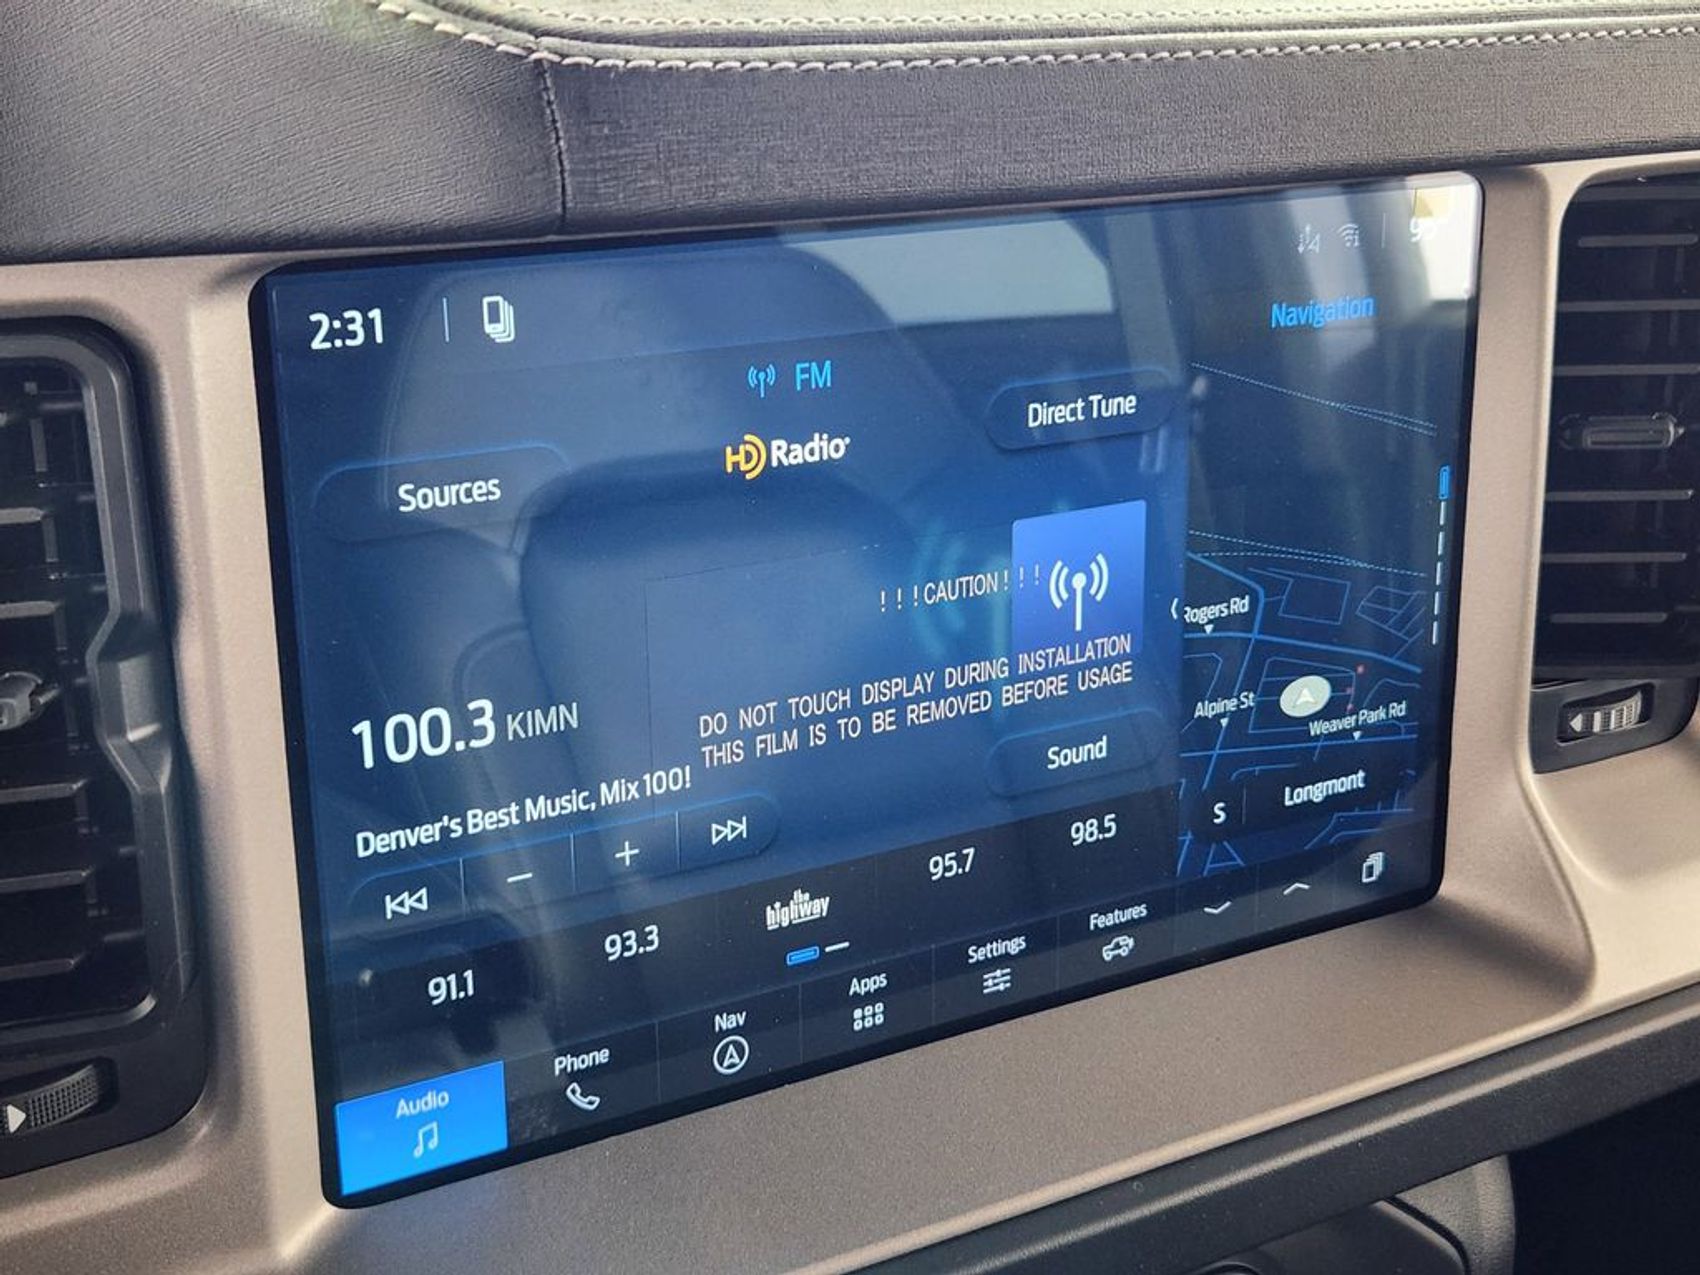 2:31
Navigation
FM
HD Radio
Direct Tune
Sources
! ! ! CAUTION ! ! !
DO NOT TOUCH DISPLAY DURING INSTALLATION
THIS FILM IS TO BE REMOVED BEFORE USAGE
100.3 KIMN
Denver's Best Music, Mix 100!
Sound
Rogers Rd
Alpine St
Weaver Park Rd
S
Longmont
91.1
93.3
the highway
95.7
98.5
Audio
Phone
Nav
Apps
Settings
Features